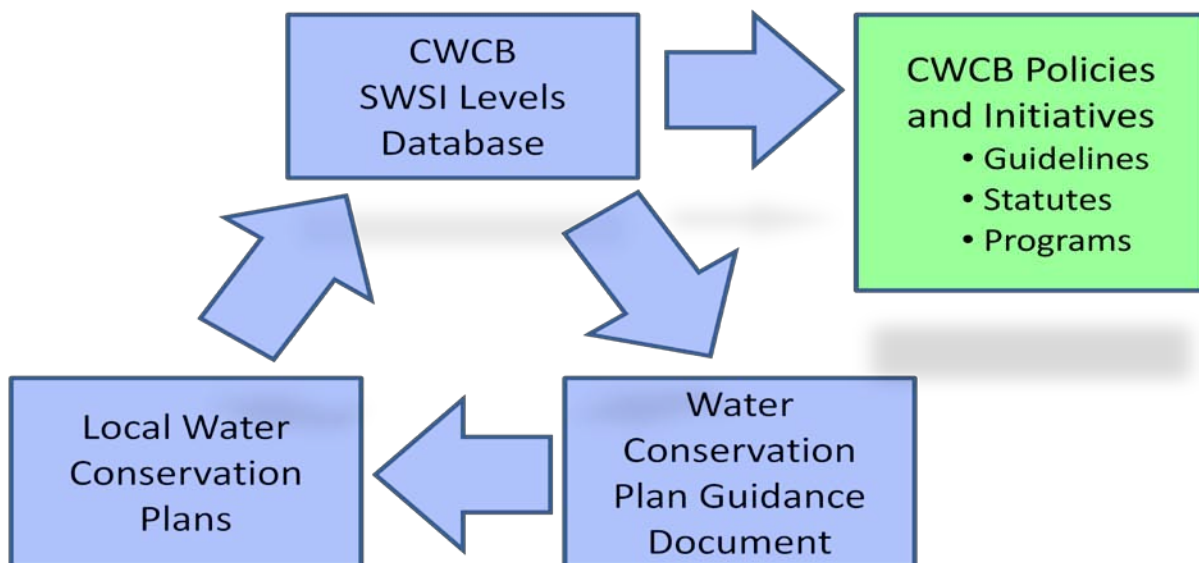 CWCB
SWSI Levels
Database
CWCB Policies
and Initiatives
• Guidelines
• Statutes
• Programs
Local Water
Conservation
Plans
Water
Conservation
Plan Guidance
Document